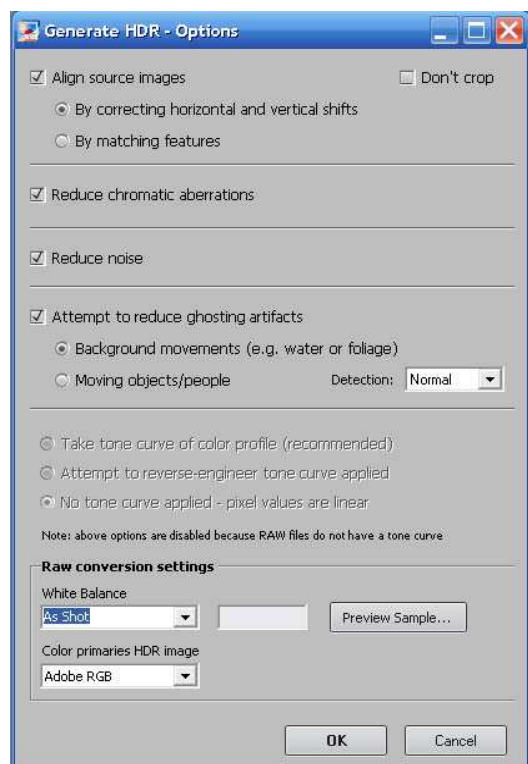 Generate HDR - Options
Align source images Don't crop
By correcting horizontal and vertical shifts
By matching features
Reduce chromatic aberrations
Reduce noise
Attempt to reduce ghosting artifacts
Background movements (e.g. water or foliage)
Moving objects/people Detection: Normal
Take tone curve of color profile (recommended)
Attempt to reverse-engineer tone curve applied
No tone curve applied - pixel values are linear
Note: above options are disabled because RAW files do not have a tone curve
Raw conversion settings
White Balance
As Shot Preview Sample...
Color primaries HDR image
Adobe RGB
OK Cancel